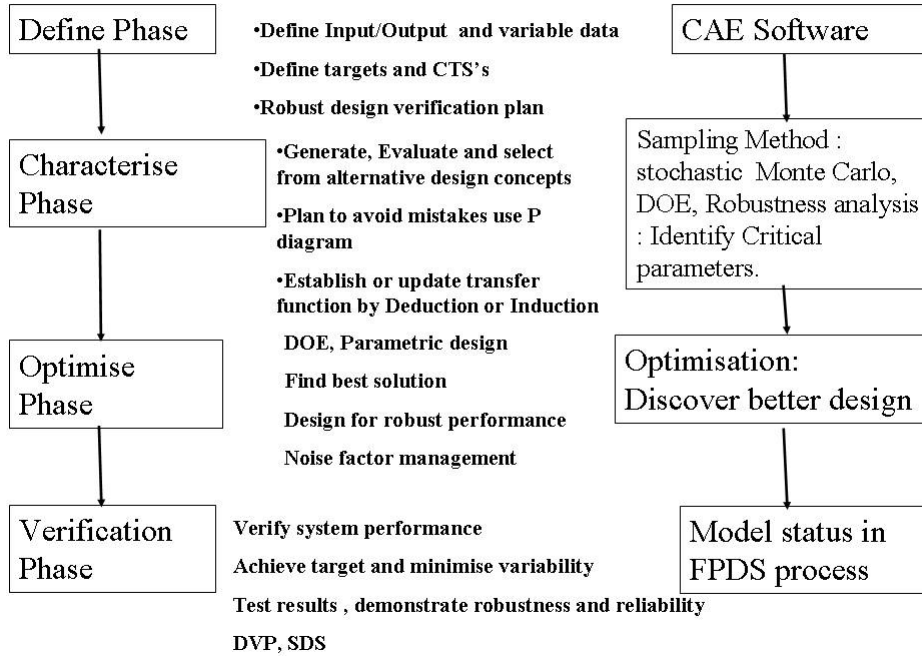 Define Phase
•Define Input/Output and variable data
•Define targets and CTS's
•Robust design verification plan
CAE Software
Characterise
Phase
•Generate, Evaluate and select
from alternative design concepts
•Plan to avoid mistakes use P
diagram
•Establish or update transfer
function by Deduction or Induction
Sampling Method :
stochastic Monte Carlo,
DOE, Robustness analysis
: Identify Critical
parameters.
Optimise
Phase
DOE, Parametric design
Find best solution
Design for robust performance
Noise factor management
Optimisation:
Discover better design
Verification
Phase
Verify system performance
Achieve target and minimise variability
Test results , demonstrate robustness and reliability
DVP, SDS
Model status in
FPDS process